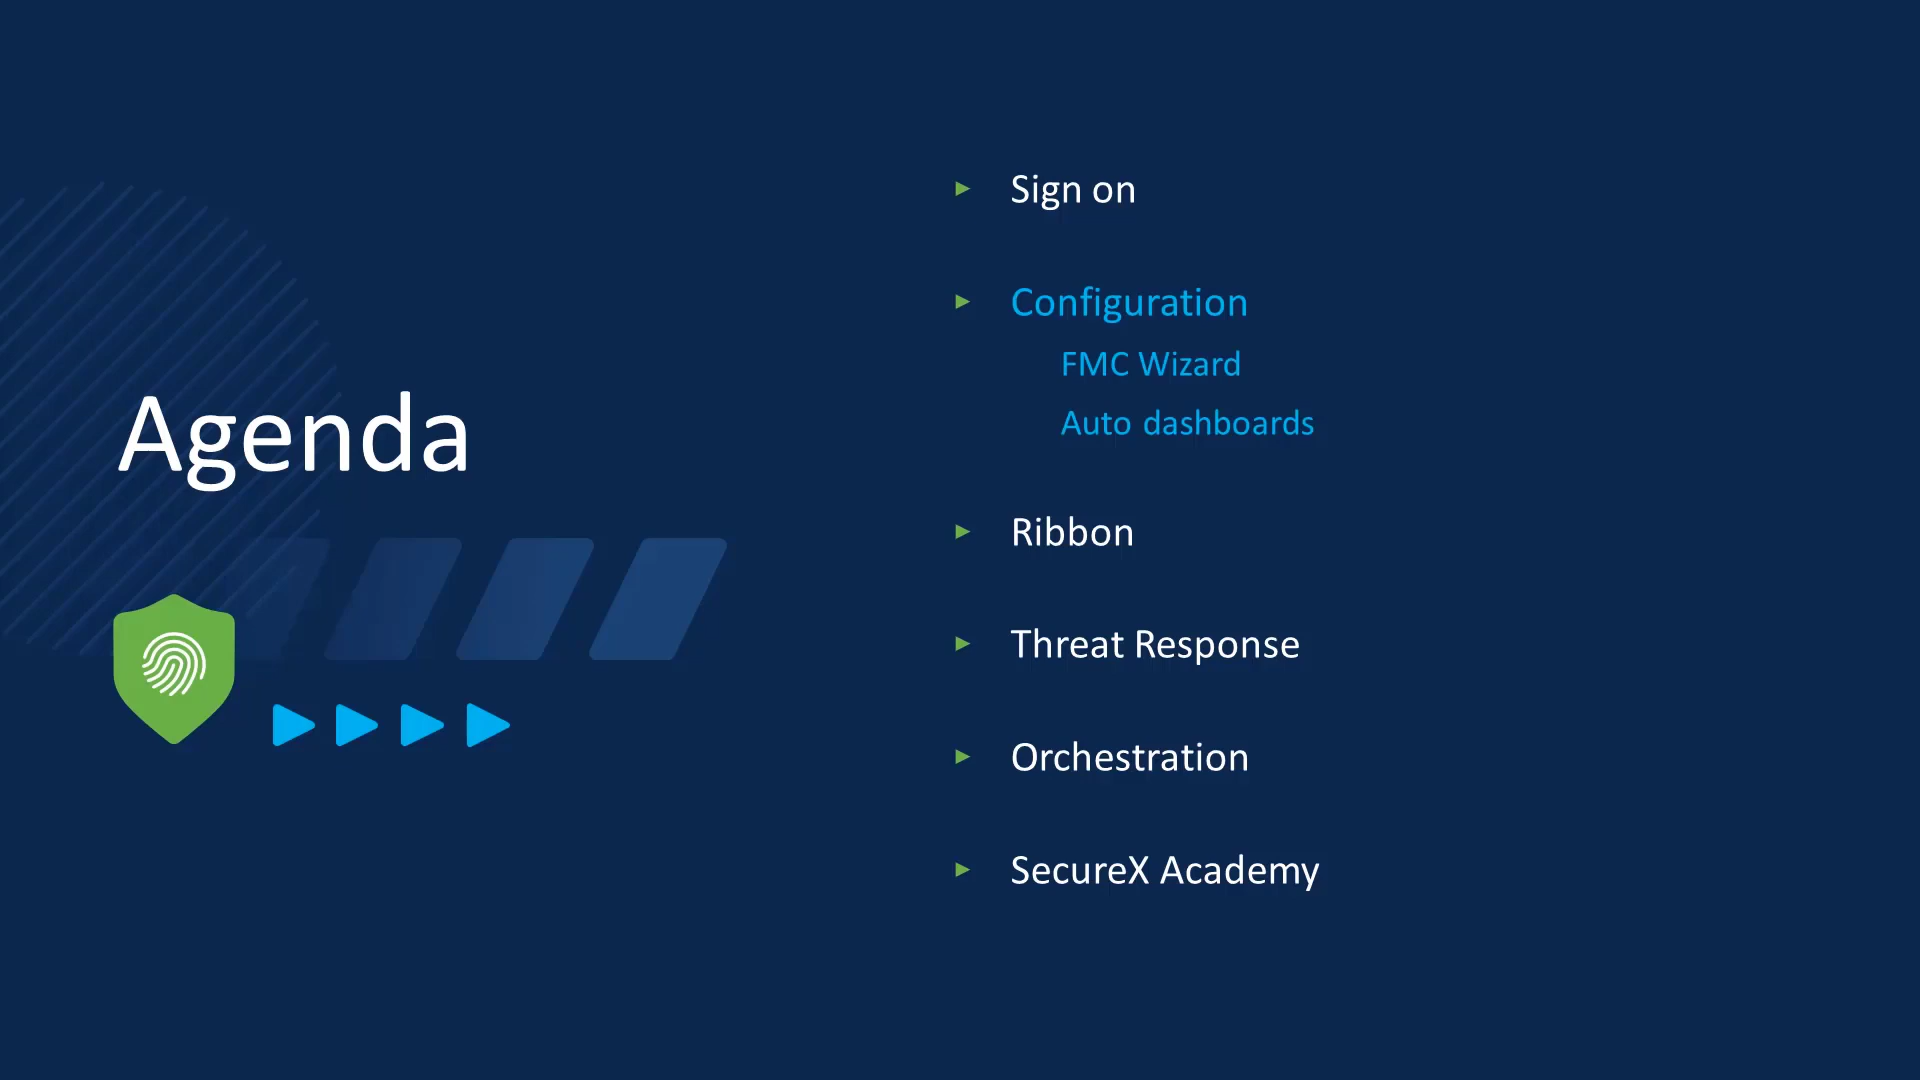 Agenda
Sign on
Configuration
FMC Wizard
Auto dashboards
Ribbon
Threat Response
Orchestration
SecureX Academy